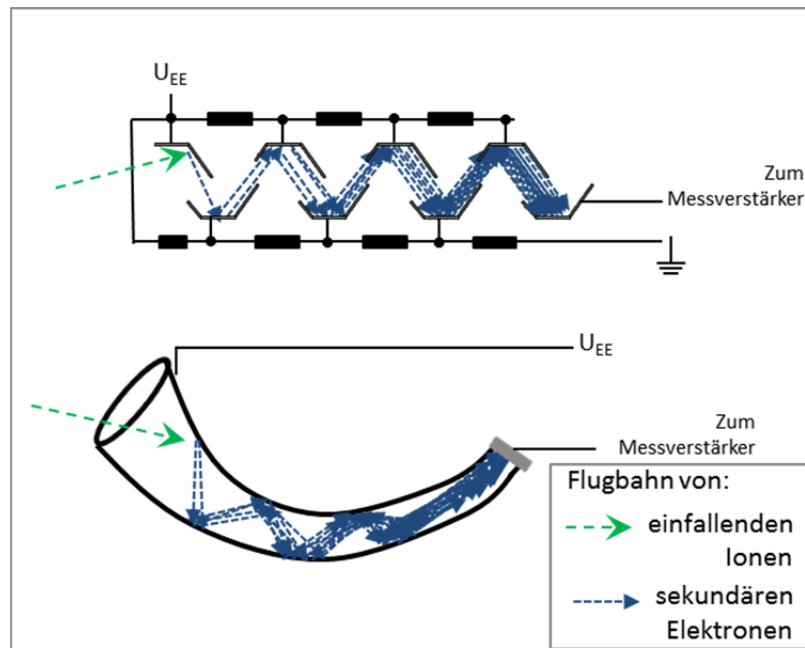 U_EE
Zum
Messverstärker
U_EE
Zum
Messverstärker
Flugbahn von:
einfallenden
Ionen
sekundären
Elektronen